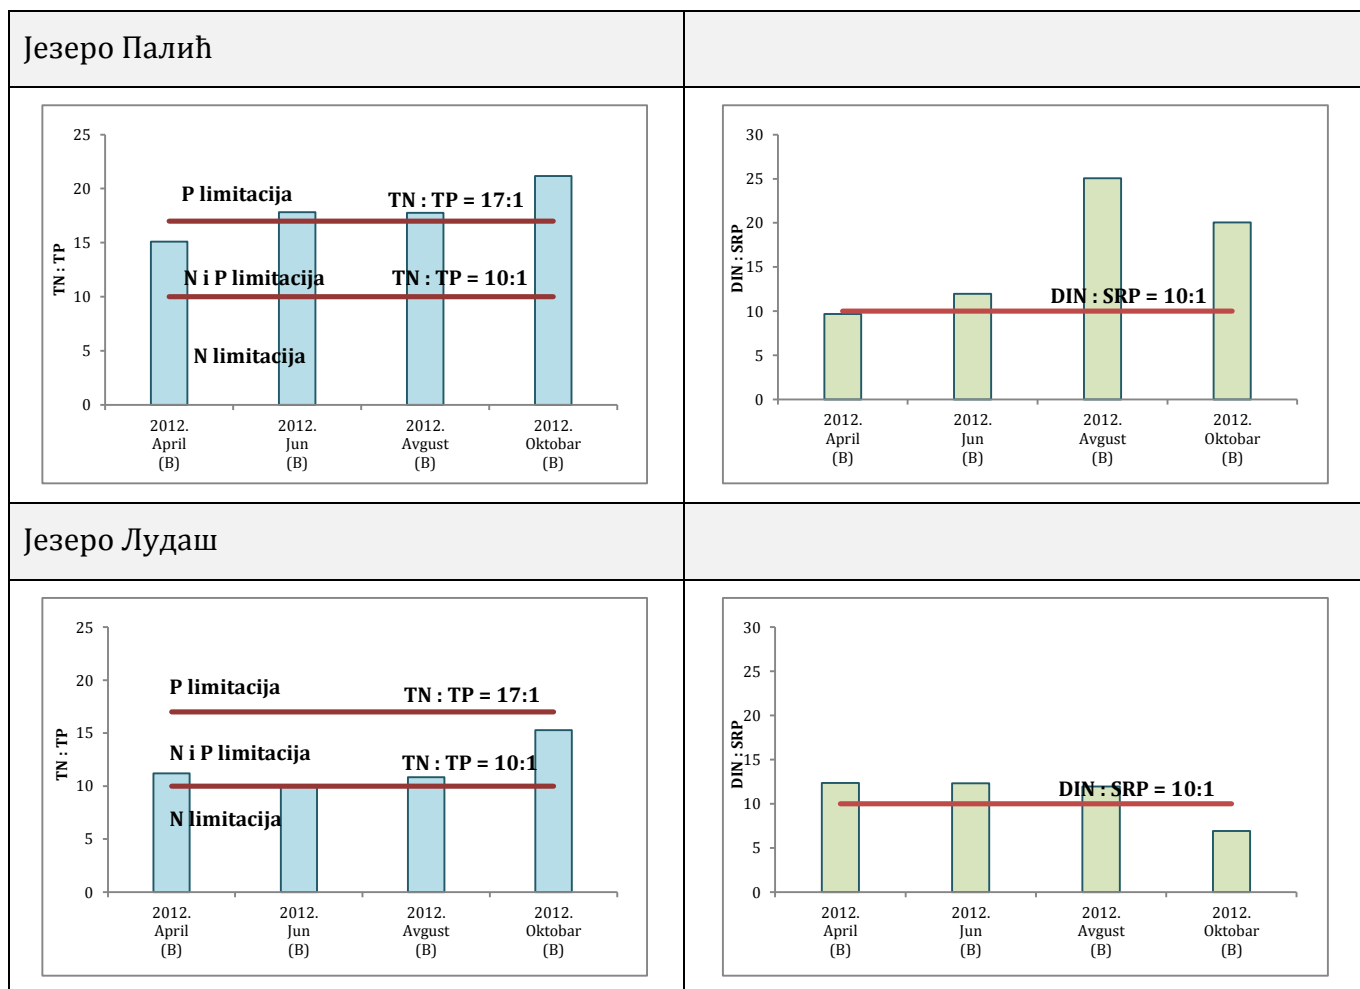 Језеро Палић
TN : TP
25
20
15
10
5
0
P limitacija
TN : TP = 17:1
N i P limitacija
TN : TP = 10:1
N limitacija
2012. April (B)
2012. Jun (B)
2012. Avgust (B)
2012. Oktobar (B)
DIN : SRP
30
25
20
15
10
5
0
DIN : SRP = 10:1
2012. April (B)
2012. Jun (B)
2012. Avgust (B)
2012. Oktobar (B)
Језеро Лудаш
TN : TP
25
20
15
10
5
0
P limitacija
TN : TP = 17:1
N i P limitacija
TN : TP = 10:1
N limitacija
2012. April (B)
2012. Jun (B)
2012. Avgust (B)
2012. Oktobar (B)
DIN : SRP
30
25
20
15
10
5
0
DIN : SRP = 10:1
2012. April (B)
2012. Jun (B)
2012. Avgust (B)
2012. Oktobar (B)